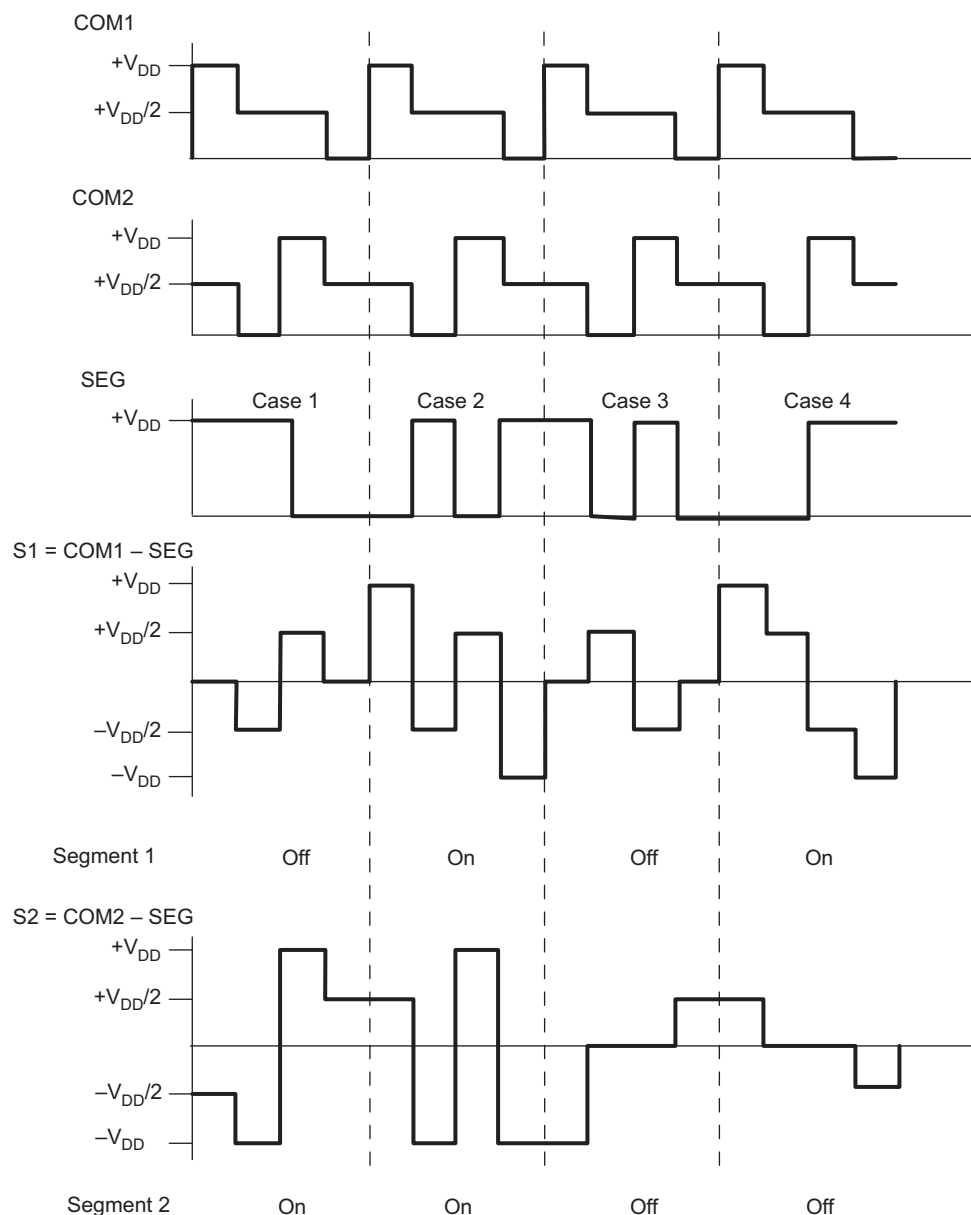 COM1
+VDD
+VDD/2
COM2
+VDD
+VDD/2
SEG
Case 1 Case 2 Case 3 Case 4
+VDD
S1 = COM1 – SEG
+VDD
+VDD/2
–VDD/2
–VDD
Segment 1 Off On Off On
S2 = COM2 – SEG
+VDD
+VDD/2
–VDD/2
–VDD
Segment 2 On On Off Off